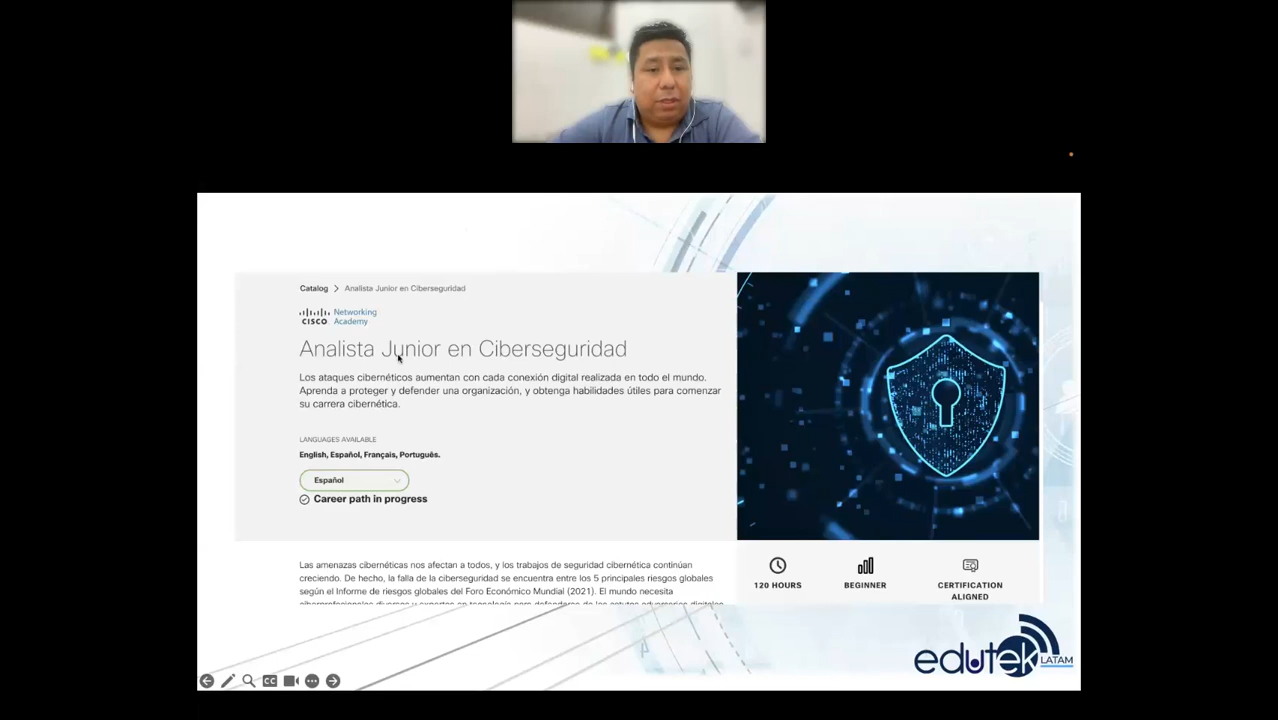 Catalog > Analista Junior en Ciberseguridad
CISCO Networking Academy
Analista Junior en Ciberseguridad
Los ataques cibernéticos aumentan con cada conexión digital realizada en todo el mundo.
Aprenda a proteger y defender una organización, y obtenga habilidades útiles para comenzar
su carrera cibernética.
LANGUAGES AVAILABLE
English, Español, Français, Português.
Español
Career path in progress
Las amenazas cibernéticas nos afectan a todos, y los trabajos de seguridad cibernética continúan
creciendo. De hecho, la falla de la ciberseguridad se encuentra entre los 5 principales riesgos globales
según el Informe de riesgos globales del Foro Económico Mundial (2021). El mundo necesita
120 HOURS
BEGINNER
CERTIFICATION
ALIGNED
edutek LATAM
CC